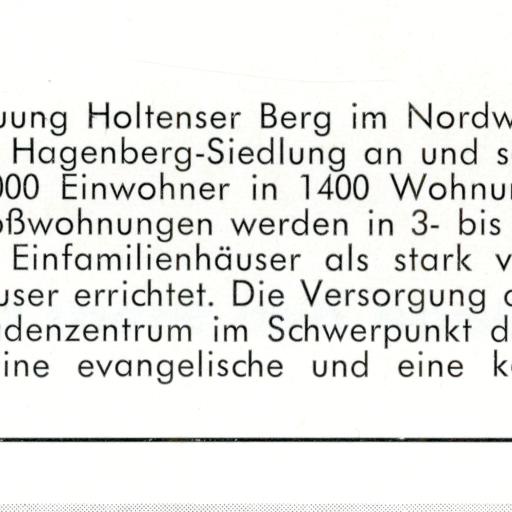 uung Holtenser Berg im Nordw
Hagenberg-Siedlung an und s
000 Einwohner in 1400 Wohnu
oßwohnungen werden in 3- bis
Einfamilienhäuser als stark v
user errichtet. Die Versorgung
denzentrum im Schwerpunkt d
ine evangelische und eine k